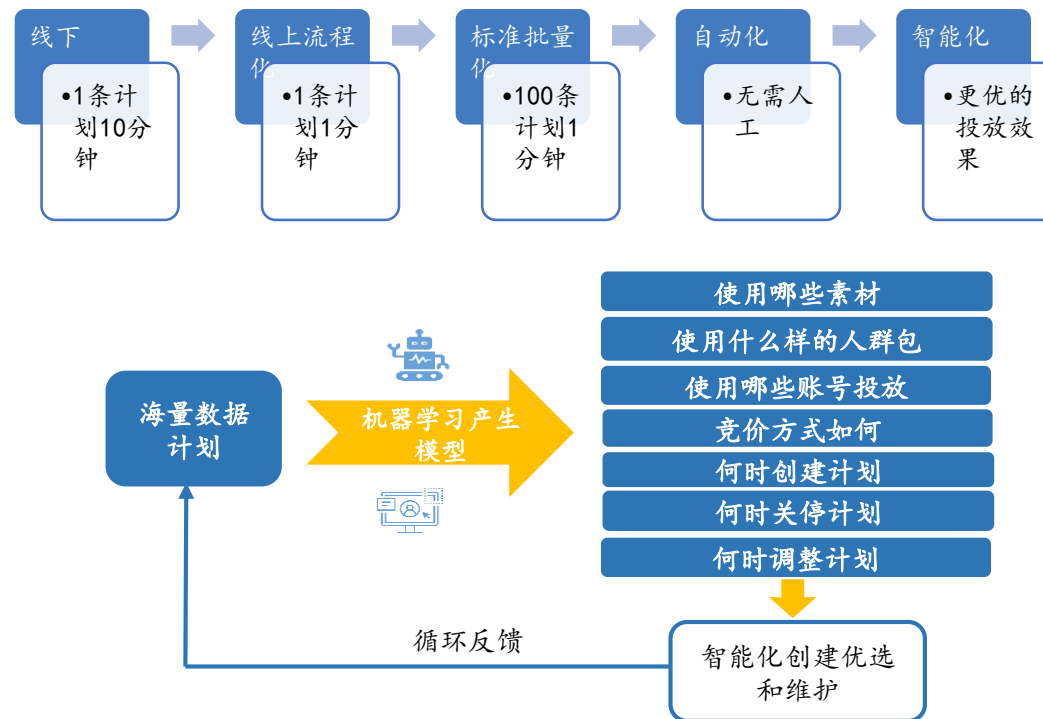 线下
•1条计
划10分
钟
线上流程
化
•1条计
划1分
钟
标准批量
化
•100条
计划1
分钟
自动化
•无需人
工
智能化
•更优的
投放效
果
使用哪些素材
使用什么样的人群包
使用哪些账号投放
竞价方式如何
何时创建计划
何时关停计划
何时调整计划
海量数据
计划
机器学习产生
模型
循环反馈
智能化创建优选
和维护